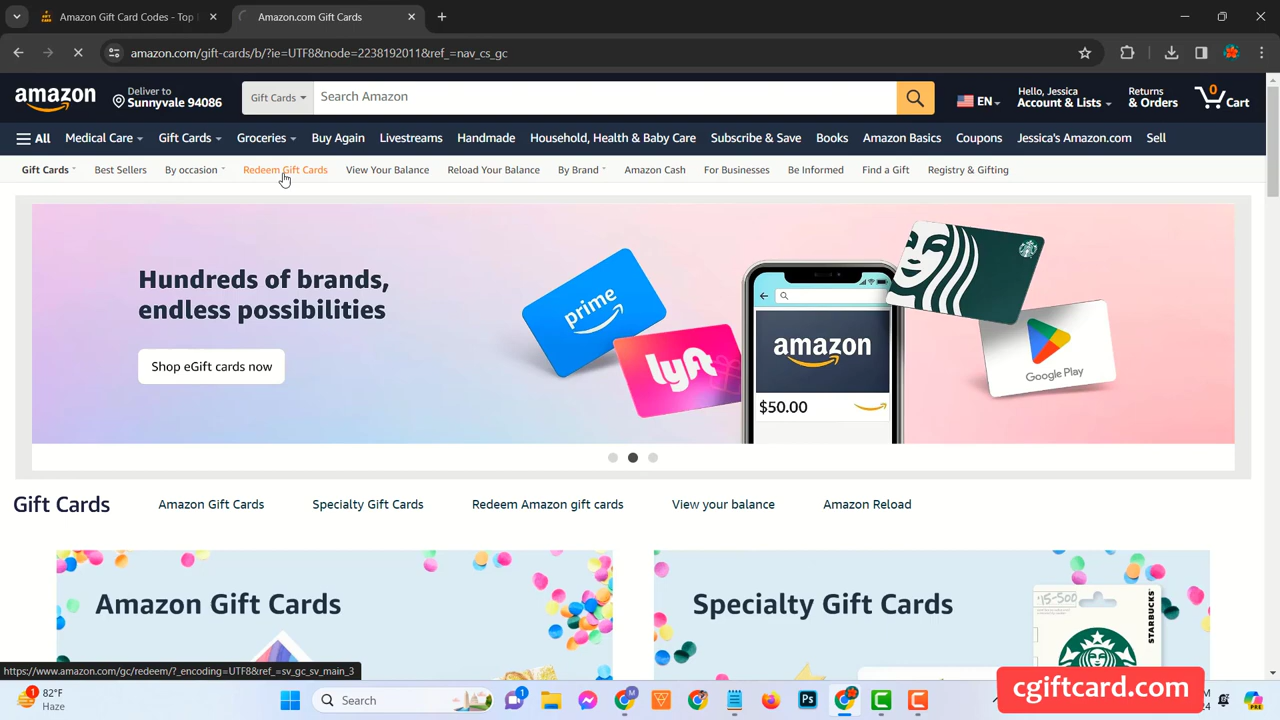 Amazon Gift Card Codes - Top
Amazon.com Gift Cards
amazon.com/gift-cards/b/?ie=UTF8&node=2238192011&ref_=nav_cs_gc
amazon
Deliver to
Sunnyvale 94086
Gift Cards
Search Amazon
EN
Hello, Jessica
Account & Lists
Returns
& Orders
0
Cart
All
Medical Care
Gift Cards
Groceries
Buy Again
Livestreams
Handmade
Household, Health & Baby Care
Subscribe & Save
Books
Amazon Basics
Coupons
Jessica's Amazon.com
Sell
Gift Cards
Best Sellers
By occasion
Redeem Gift Cards
View Your Balance
Reload Your Balance
By Brand
Amazon Cash
For Businesses
Be Informed
Find a Gift
Registry & Gifting
Hundreds of brands,
endless possibilities
Shop eGift cards now
prime
lyft
amazon
$50.00
Google Play
Gift Cards
Amazon Gift Cards
Specialty Gift Cards
Redeem Amazon gift cards
View your balance
Amazon Reload
Amazon Gift Cards
Specialty Gift Cards
$15-500
STARBUCKS
https://www.amazon.com/gc/redeem/?_encoding=UTF8&ref_=sv_gc_sv_main_3
1
82°F
Haze
Search
1
M
Ps
cgiftcard.com